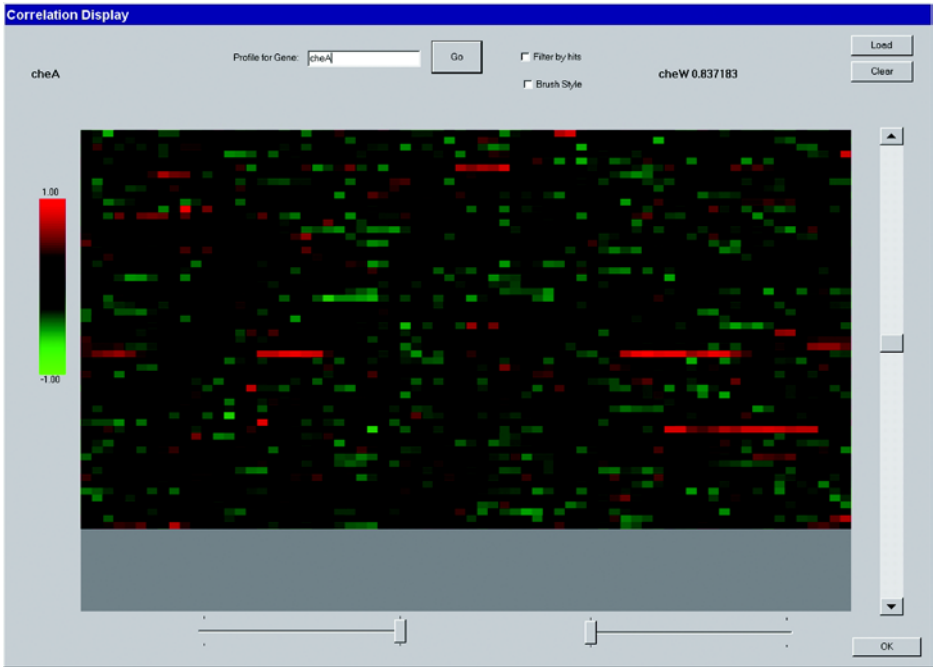 Correlation Display
Profile for Gene: cheA Go
Filter by hits
Load
cheA
Brush Style
cheW 0.837183
Clear
1.00
-1.00
OK